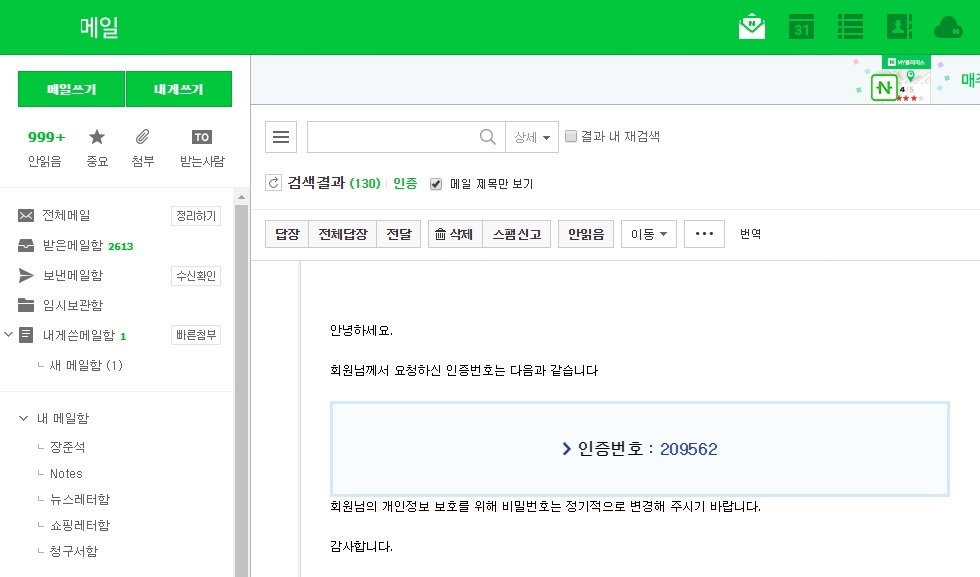 메일
31
MY플레이스
메일쓰기 내게쓰기
4/5
매주
999+ TO
안읽음 중요 첨부 받는사람
상세 결과 내 재검색
검색결과 (130) 인증 메일 제목만 보기
전체메일 정리하기
받은메일함 2613
보낸메일함 수신확인
임시보관함
내게쓴메일함 1 빠른첨부
새 메일함 (1)
내 메일함
장준석
Notes
뉴스레터함
쇼핑레터함
청구서함
답장 전체답장 전달 삭제 스팸신고 안읽음 이동 ••• 번역
안녕하세요.
회원님께서 요청하신 인증번호는 다음과 같습니다
인증번호 : 209562
회원님의 개인정보 보호를 위해 비밀번호는 정기적으로 변경해 주시기 바랍니다.
감사합니다.